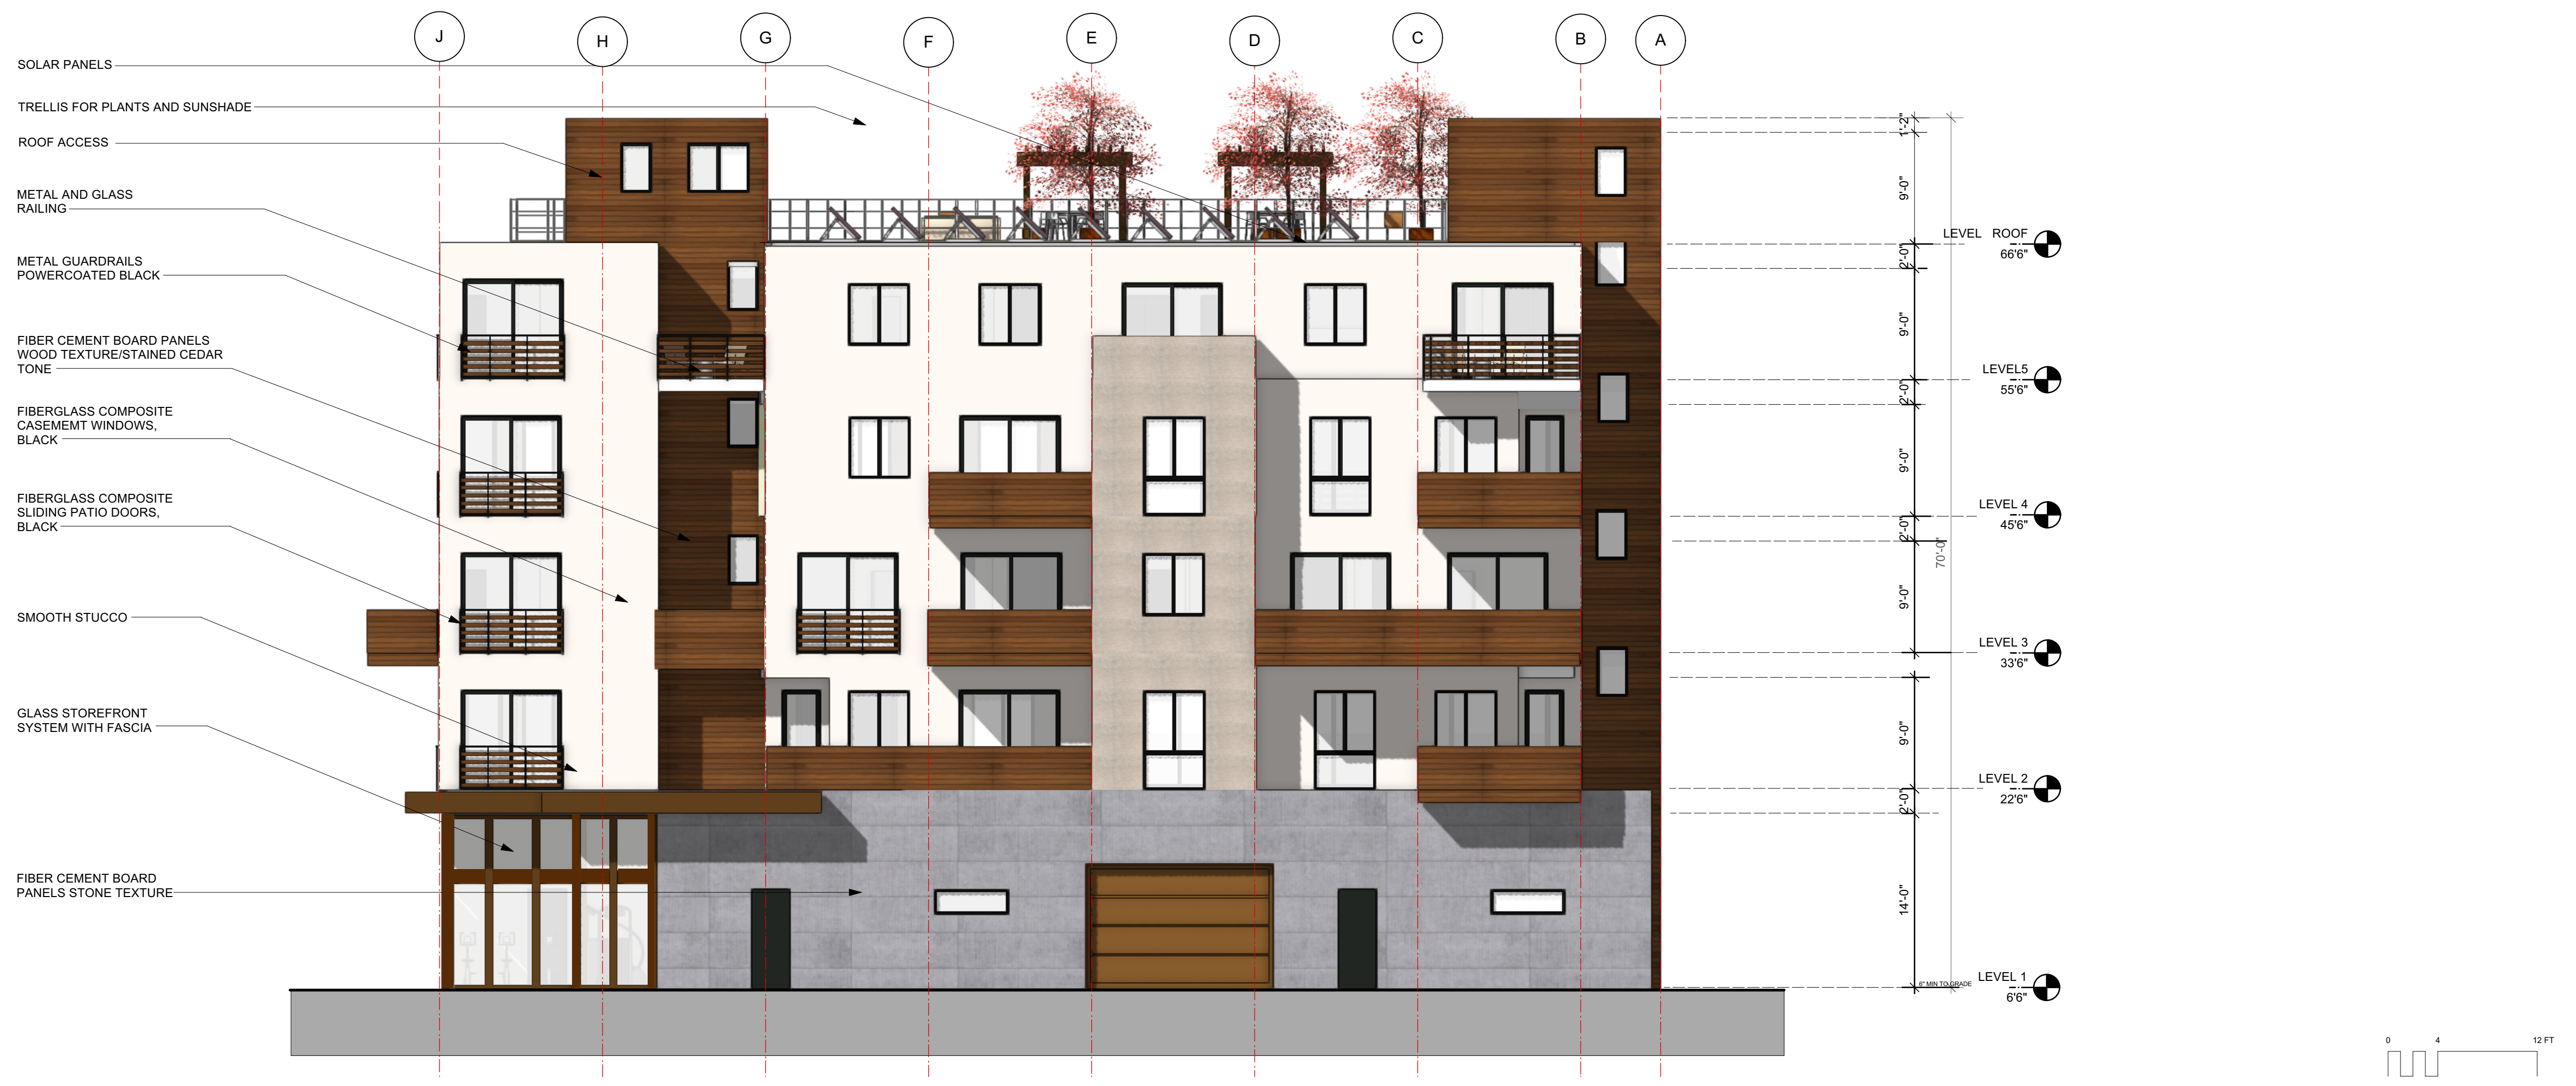 J H G F E D C B A
SOLAR PANELS
TRELLIS FOR PLANTS AND SUNSHADE
ROOF ACCESS
METAL AND GLASS
RAILING
METAL GUARDRAILS
POWERCOATED BLACK
FIBER CEMENT BOARD PANELS
WOOD TEXTURE/STAINED CEDAR
TONE
FIBERGLASS COMPOSITE
CASEMEMT WINDOWS,
BLACK
FIBERGLASS COMPOSITE
SLIDING PATIO DOORS,
BLACK
SMOOTH STUCCO
GLASS STOREFRONT
SYSTEM WITH FASCIA
FIBER CEMENT BOARD
PANELS STONE TEXTURE
1'-2"
9'-0"
2'-0"
9'-0"
2'-0"
9'-0"
2'-0"
9'-0"
9'-0"
2'-0"
14'-0"
70'-0"
6" MIN TO GRADE
LEVEL ROOF
66'6"
LEVEL5
55'6"
LEVEL 4
45'6"
LEVEL 3
33'6"
LEVEL 2
22'6"
LEVEL 1
6'6"
0 4 12 FT